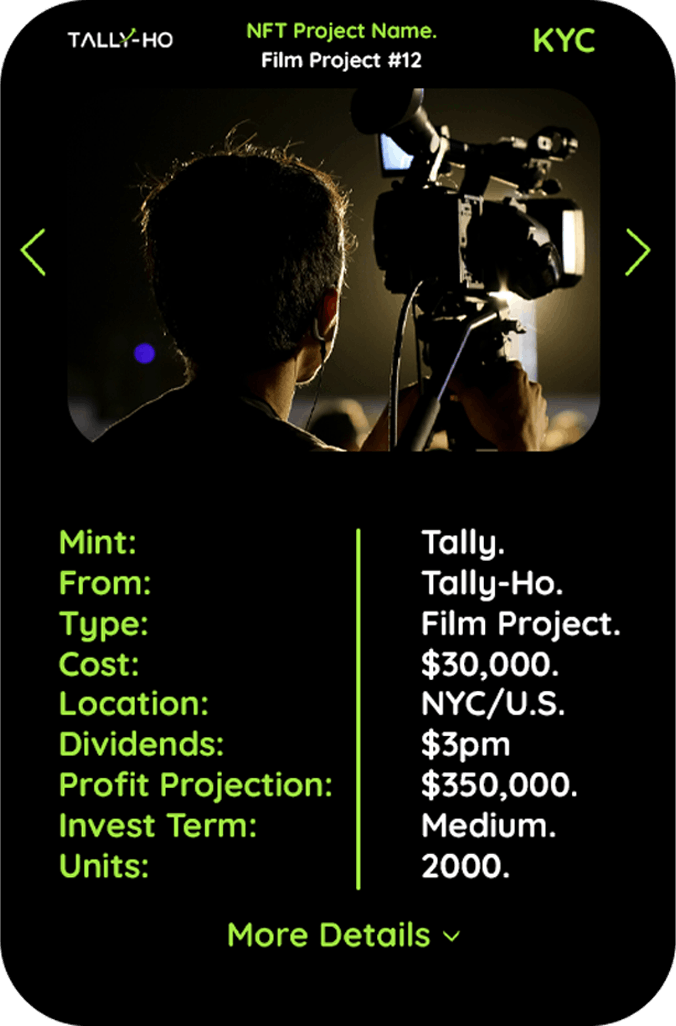 TALLY-HO
NFT Project Name.
Film Project #12
KYC
Mint: Tally.
From: Tally-Ho.
Type: Film Project.
Cost: $30,000.
Location: NYC/U.S.
Dividends: $3pm
Profit Projection: $350,000.
Invest Term: Medium.
Units: 2000.
More Details